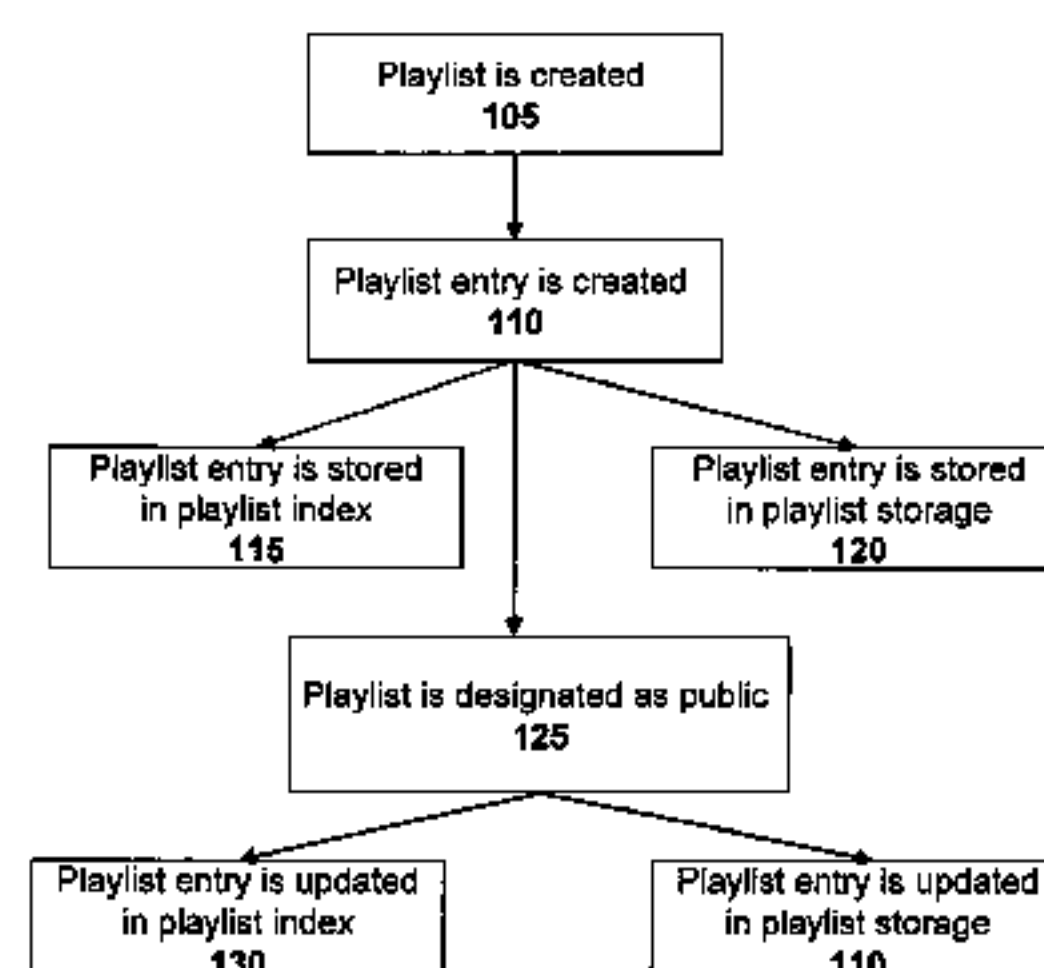 Playlist is created
105
Playlist entry is created
110
Playlist entry is stored
in playlist index
115
Playlist entry is stored
in playlist storage
120
Playlist is designated as public
125
Playlist entry is updated
in playlist index
130
Playlist entry is updated
in playlist storage
110